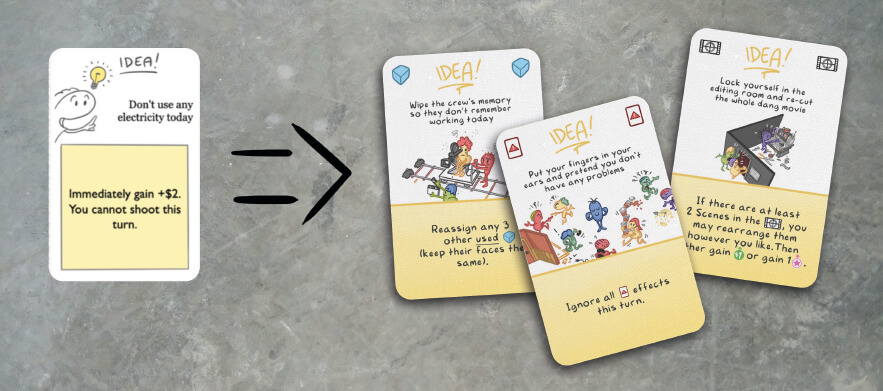 IDEA!
Don't use any
electricity today
Immediately gain +$2.
You cannot shoot this
turn.
IDEA!
Wipe the crew's memory
so they don't remember
working today
Reassign any 3
other used
(keep their faces the
same).
IDEA!
Put your fingers in your
ears and pretend you don't
have any problems
Ignore all effects
this turn.
IDEA!
Lock yourself in the
editing room and re-cut
the whole dang movie
If there are at least
2 Scenes in the , you
may rearrange them
however you like. Then
gain or gain 1 .